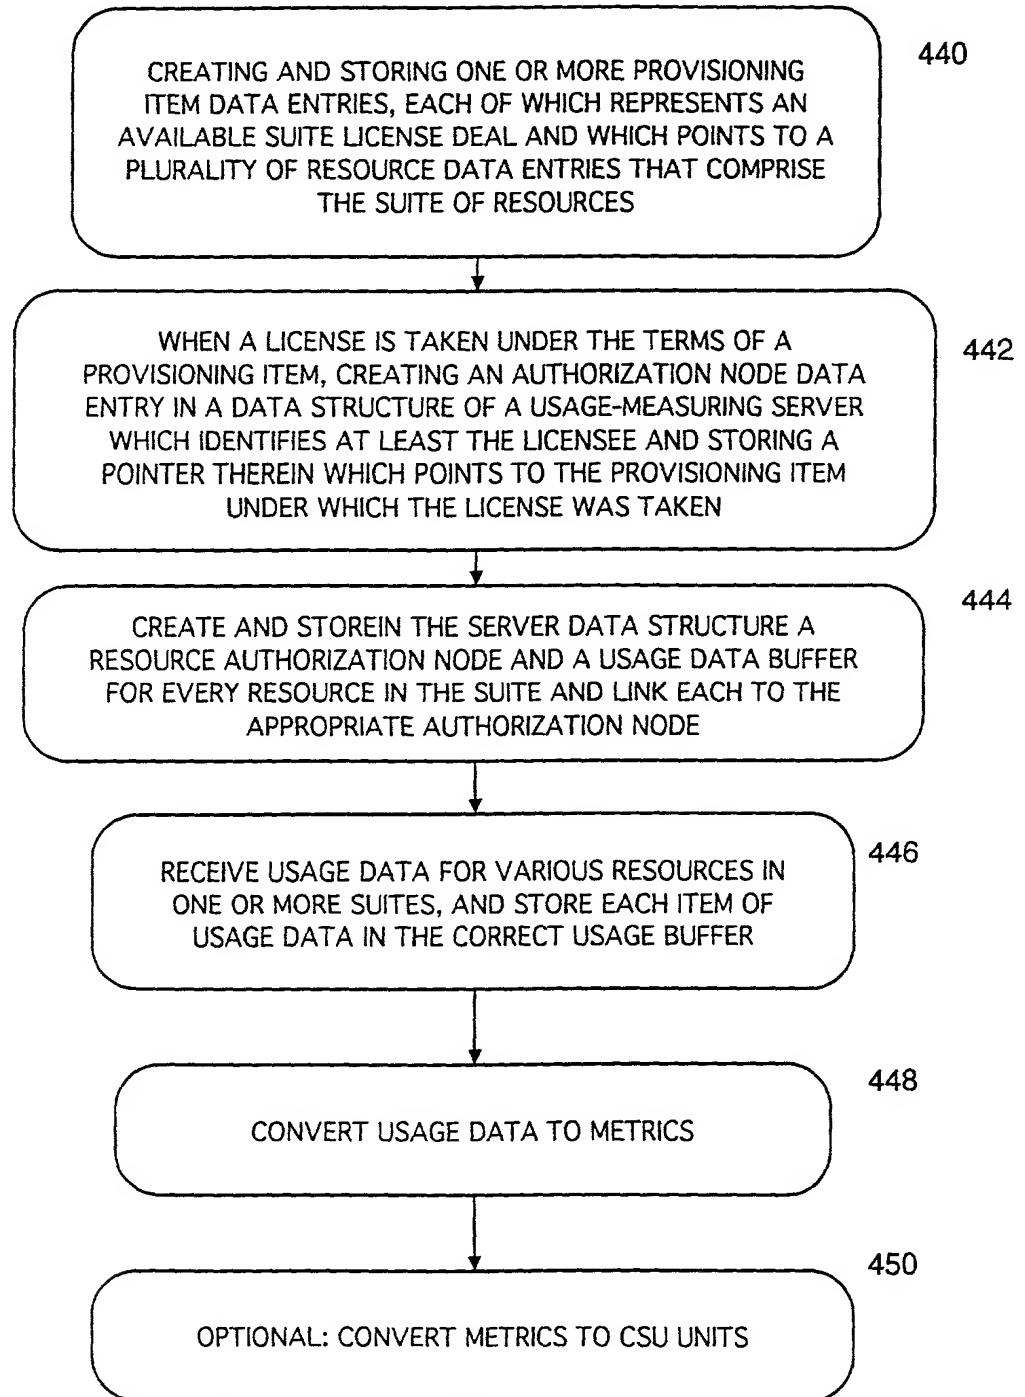 CREATING AND STORING ONE OR MORE PROVISIONING
ITEM DATA ENTRIES, EACH OF WHICH REPRESENTS AN
AVAILABLE SUITE LICENSE DEAL AND WHICH POINTS TO A
PLURALITY OF RESOURCE DATA ENTRIES THAT COMPRISE
THE SUITE OF RESOURCES
440
WHEN A LICENSE IS TAKEN UNDER THE TERMS OF A
PROVISIONING ITEM, CREATING AN AUTHORIZATION NODE DATA
ENTRY IN A DATA STRUCTURE OF A USAGE-MEASURING SERVER
WHICH IDENTIFIES AT LEAST THE LICENSEE AND STORING A
POINTER THEREIN WHICH POINTS TO THE PROVISIONING ITEM
UNDER WHICH THE LICENSE WAS TAKEN
442
CREATE AND STOREIN THE SERVER DATA STRUCTURE A
RESOURCE AUTHORIZATION NODE AND A USAGE DATA BUFFER
FOR EVERY RESOURCE IN THE SUITE AND LINK EACH TO THE
APPROPRIATE AUTHORIZATION NODE
444
RECEIVE USAGE DATA FOR VARIOUS RESOURCES IN
ONE OR MORE SUITES, AND STORE EACH ITEM OF
USAGE DATA IN THE CORRECT USAGE BUFFER
446
CONVERT USAGE DATA TO METRICS
448
OPTIONAL: CONVERT METRICS TO CSU UNITS
450